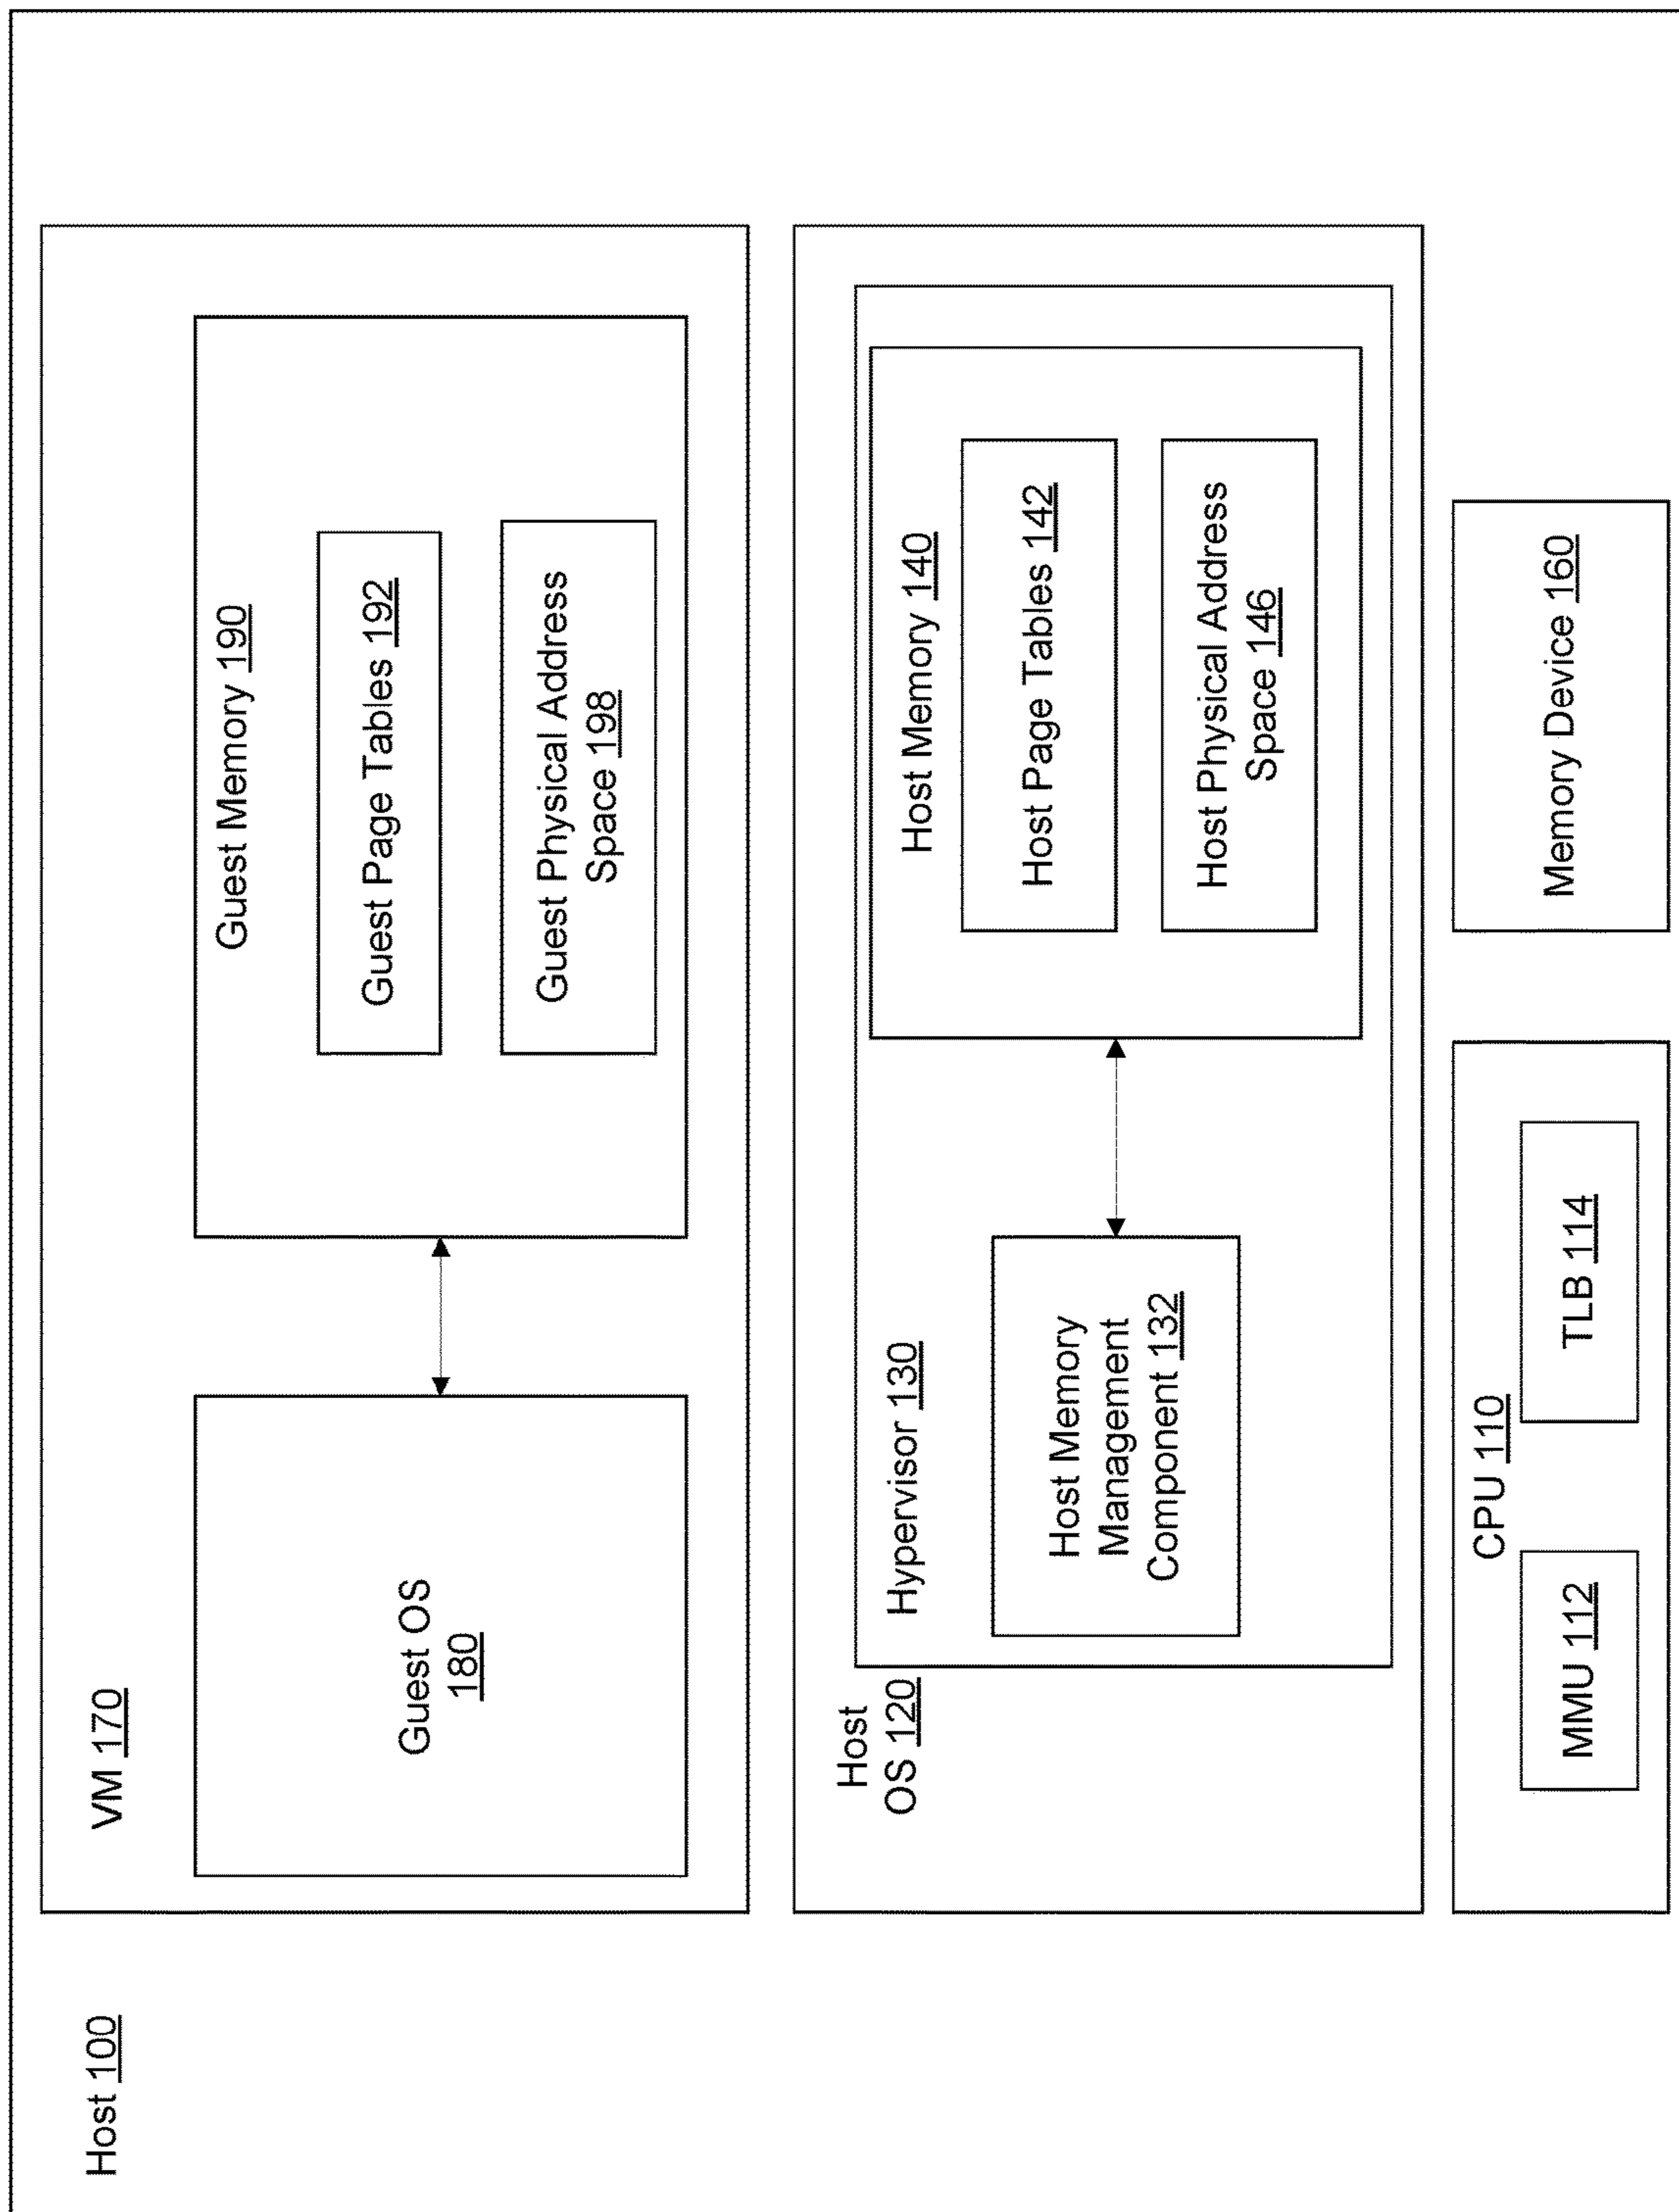 Host 100
VM 170
Guest OS
180
Guest Memory 190
Guest Page Tables 192
Guest Physical Address
Space 198
Host
OS 120
Hypervisor 130
Host Memory
Management
Component 132
Host Memory 140
Host Page Tables 142
Host Physical Address
Space 146
CPU 110
MMU 112
TLB 114
Memory Device 160